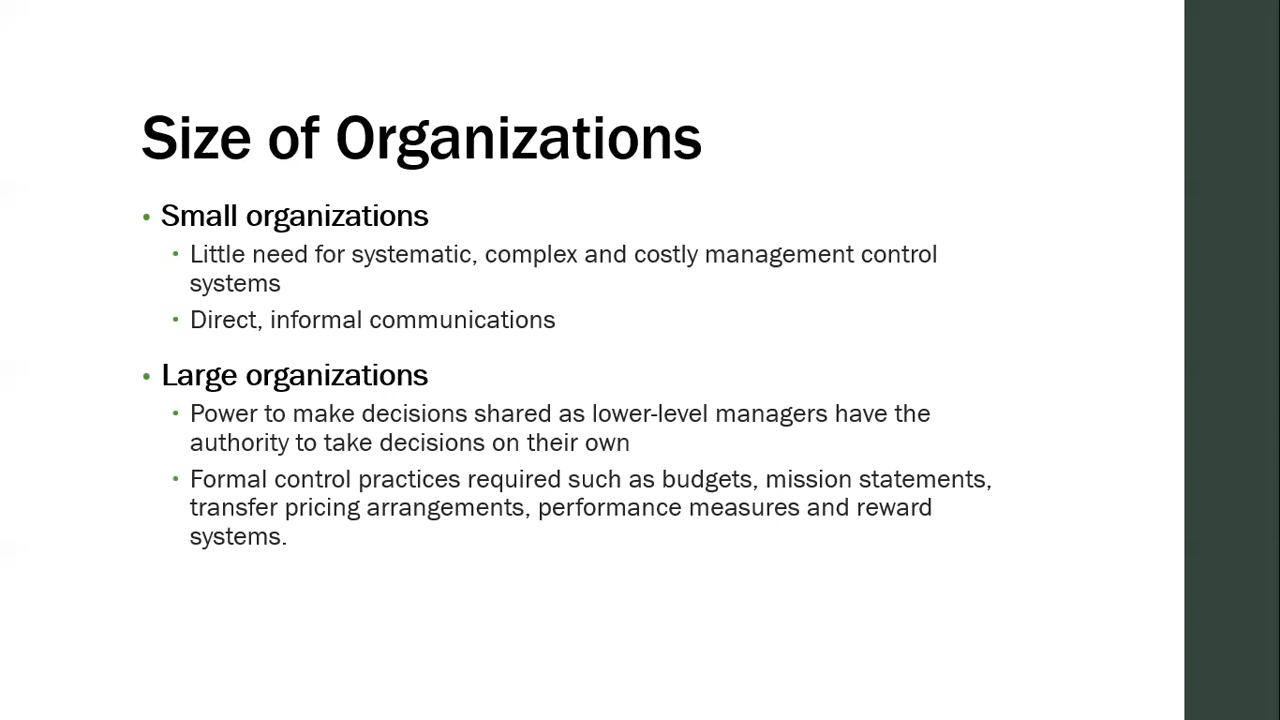 Size of Organizations
• Small organizations
• Little need for systematic, complex and costly management control
systems
• Direct, informal communications
• Large organizations
• Power to make decisions shared as lower-level managers have the
authority to take decisions on their own
• Formal control practices required such as budgets, mission statements,
transfer pricing arrangements, performance measures and reward
systems.